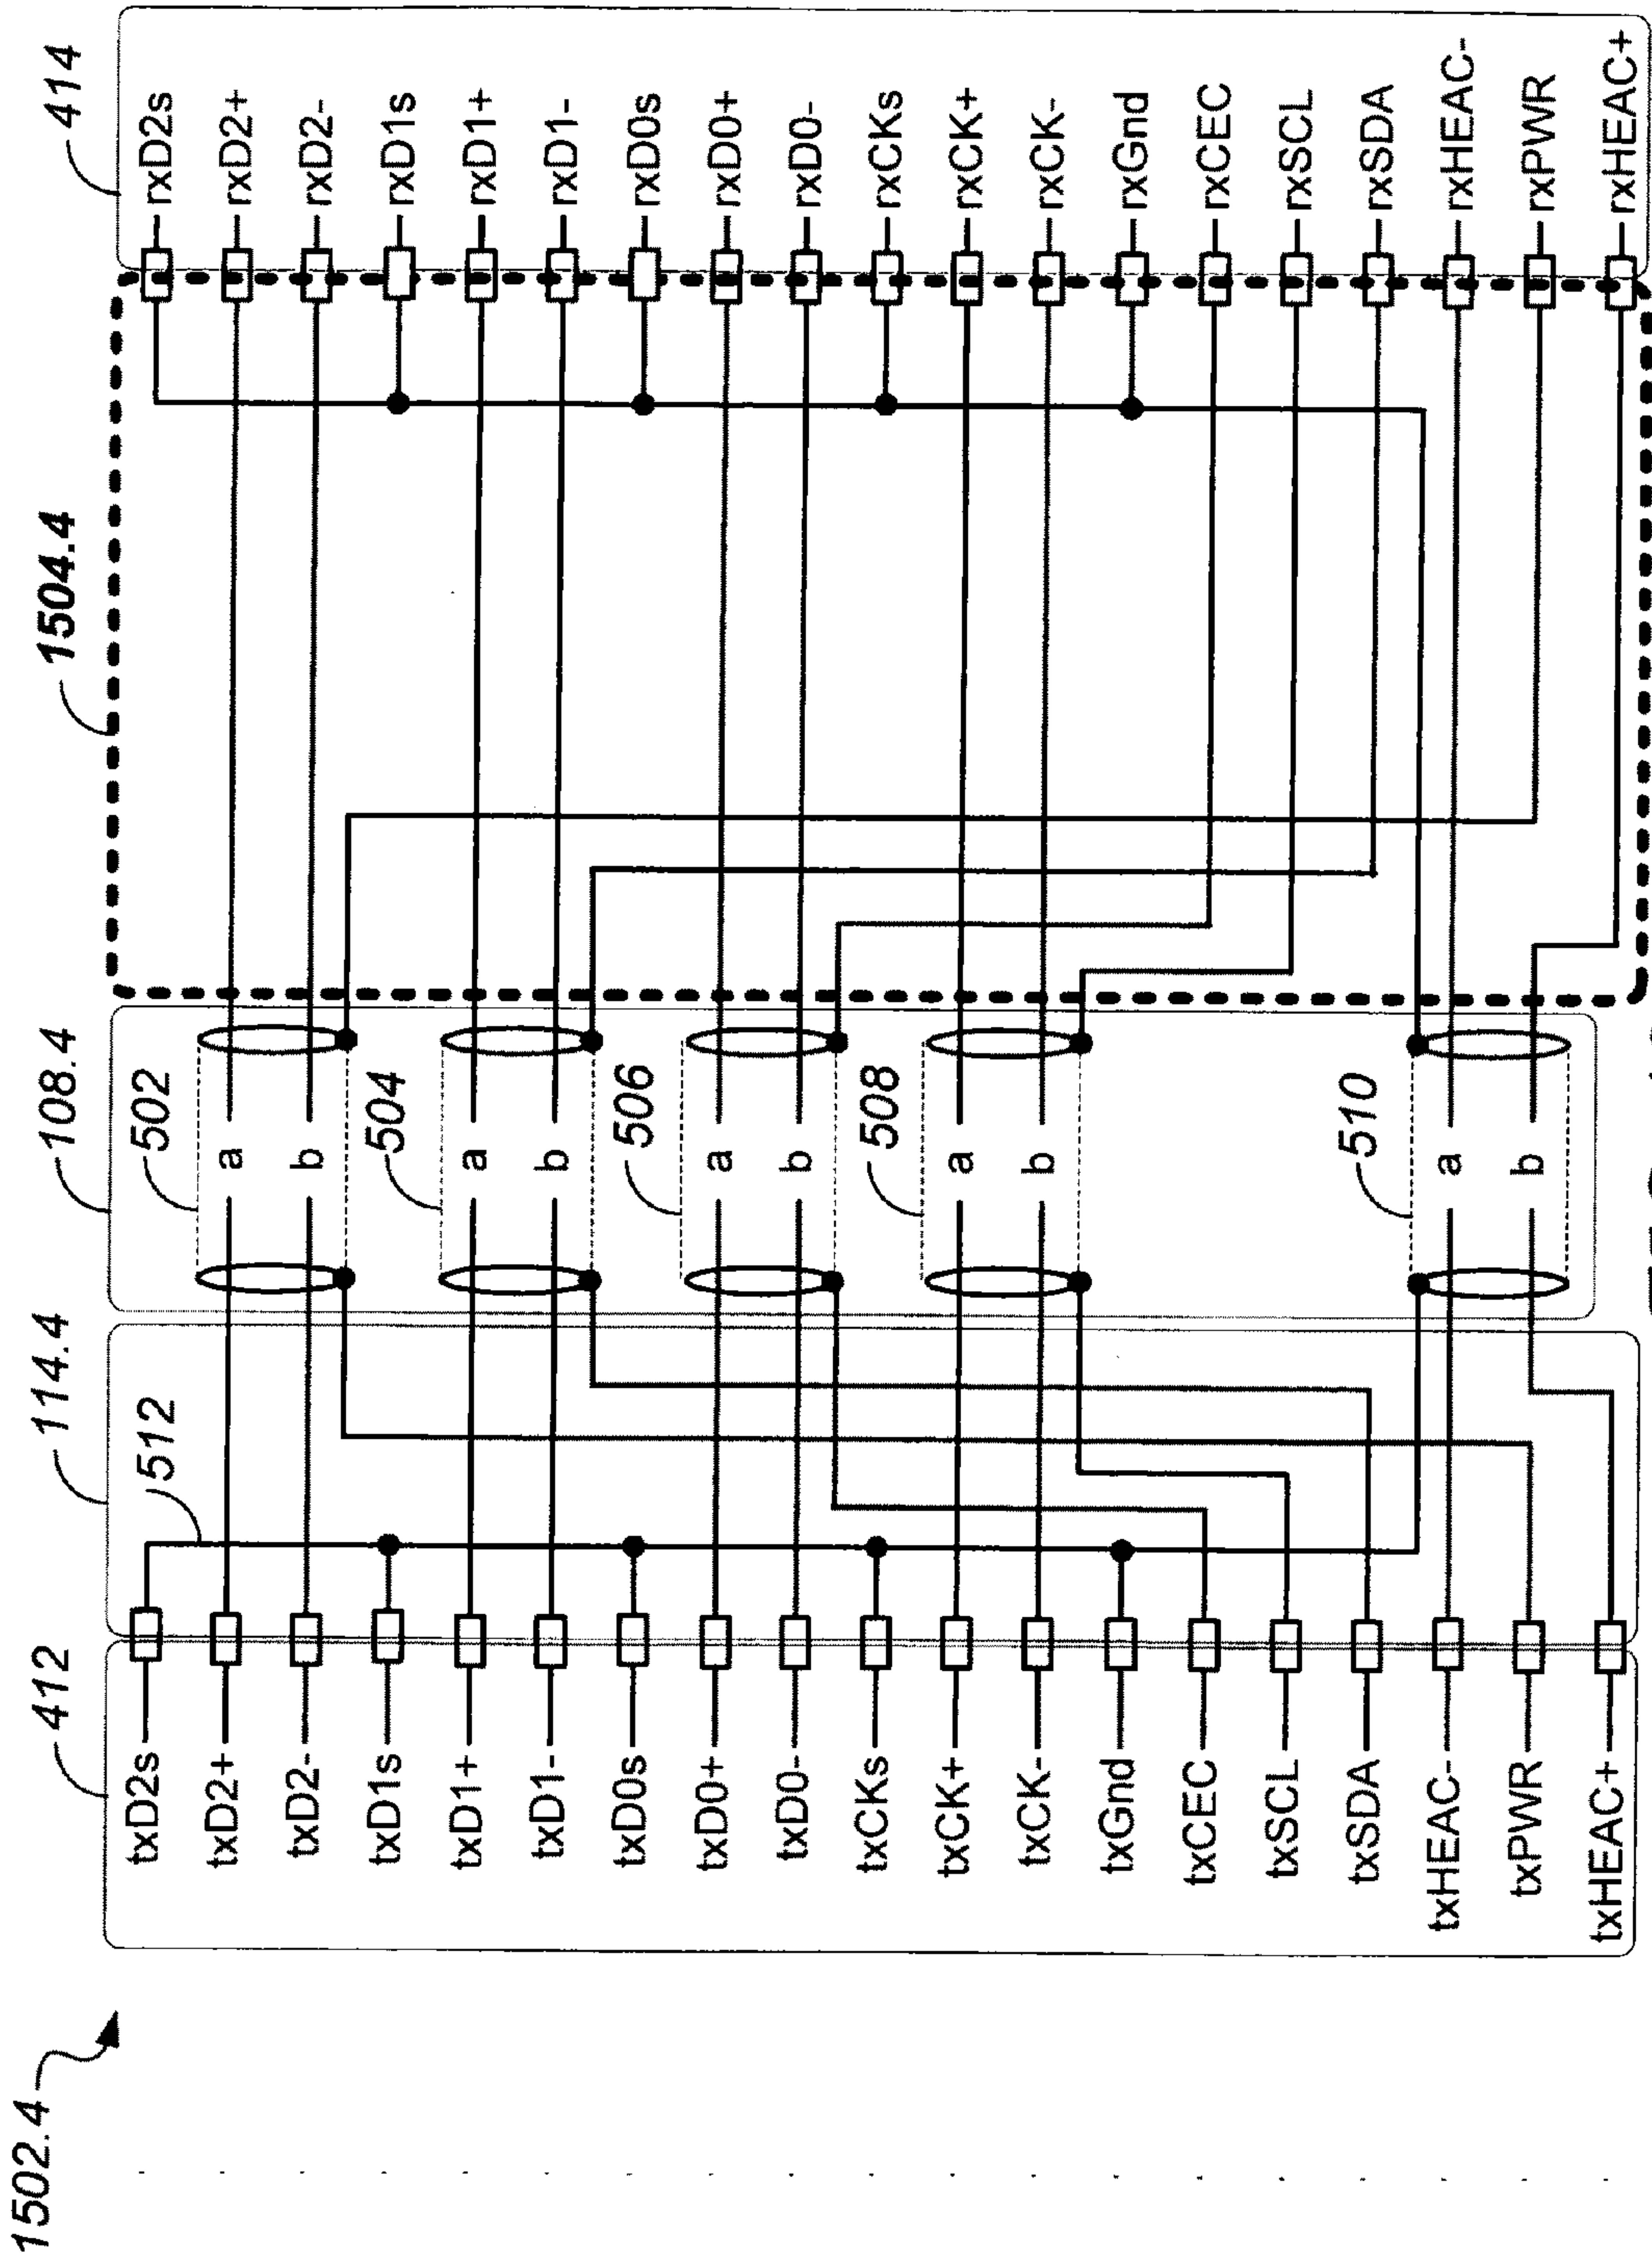 1502.4
412
114.4
108.4
1504.4
414
512
502
504
506
508
510
txD2s
txD2+
txD2-
txD1s
txD1+
txD1-
txD0s
txD0+
txD0-
txCKs
txCK+
txCK-
txGnd
txCEC
txSCL
txSDA
txHEAC-
txPWR
txHEAC+
a
b
a
b
a
b
a
b
a
b
rxD2s
rxD2+
rxD2-
rxD1s
rxD1+
rxD1-
rxD0s
rxD0+
rxD0-
rxCKs
rxCK+
rxCK-
rxGnd
rxCEC
rxSCL
rxSDA
rxHEAC-
rxPWR
rxHEAC+